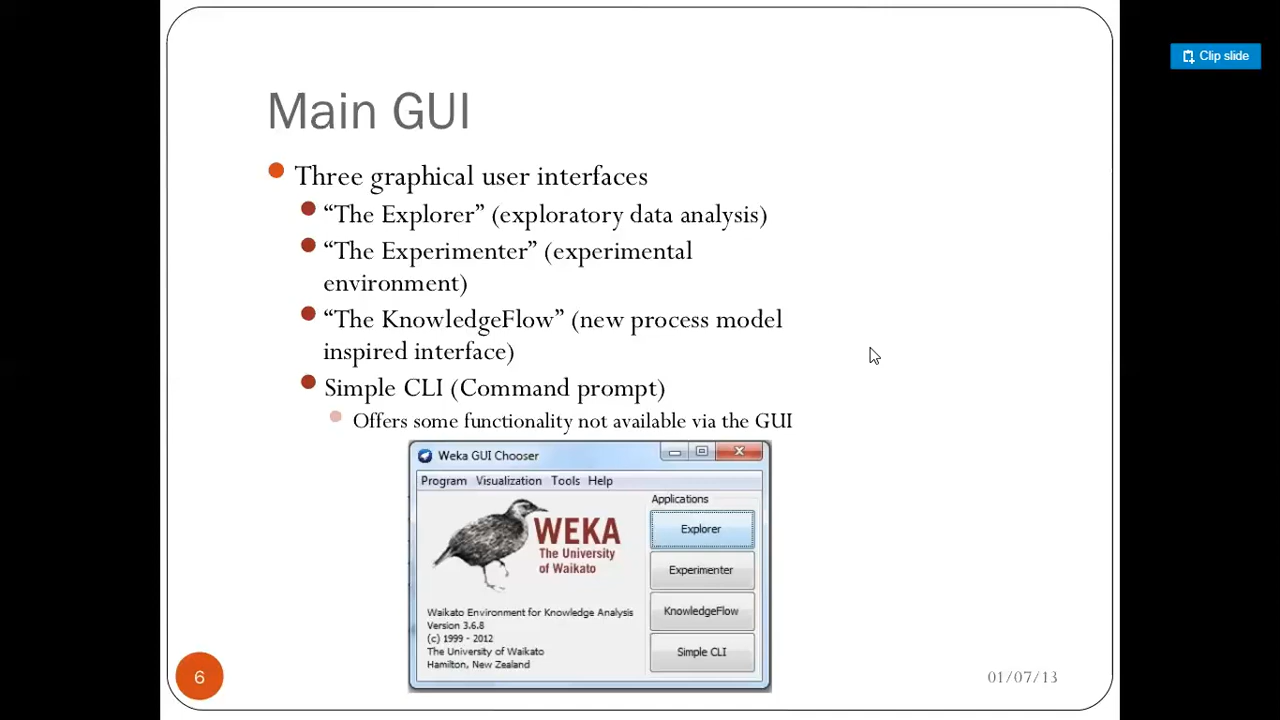 Clip slide
Main GUI
Three graphical user interfaces
“The Explorer” (exploratory data analysis)
“The Experimenter” (experimental
environment)
“The KnowledgeFlow” (new process model
inspired interface)
Simple CLI (Command prompt)
Offers some functionality not available via the GUI
Weka GUI Chooser
Program Visualization Tools Help
WEKA
The University
of Waikato
Waikato Environment for Knowledge Analysis
Version 3.6.8
(c) 1999 - 2012
The University of Waikato
Hamilton, New Zealand
Applications
Explorer
Experimenter
KnowledgeFlow
Simple CLI
6
01/07/13